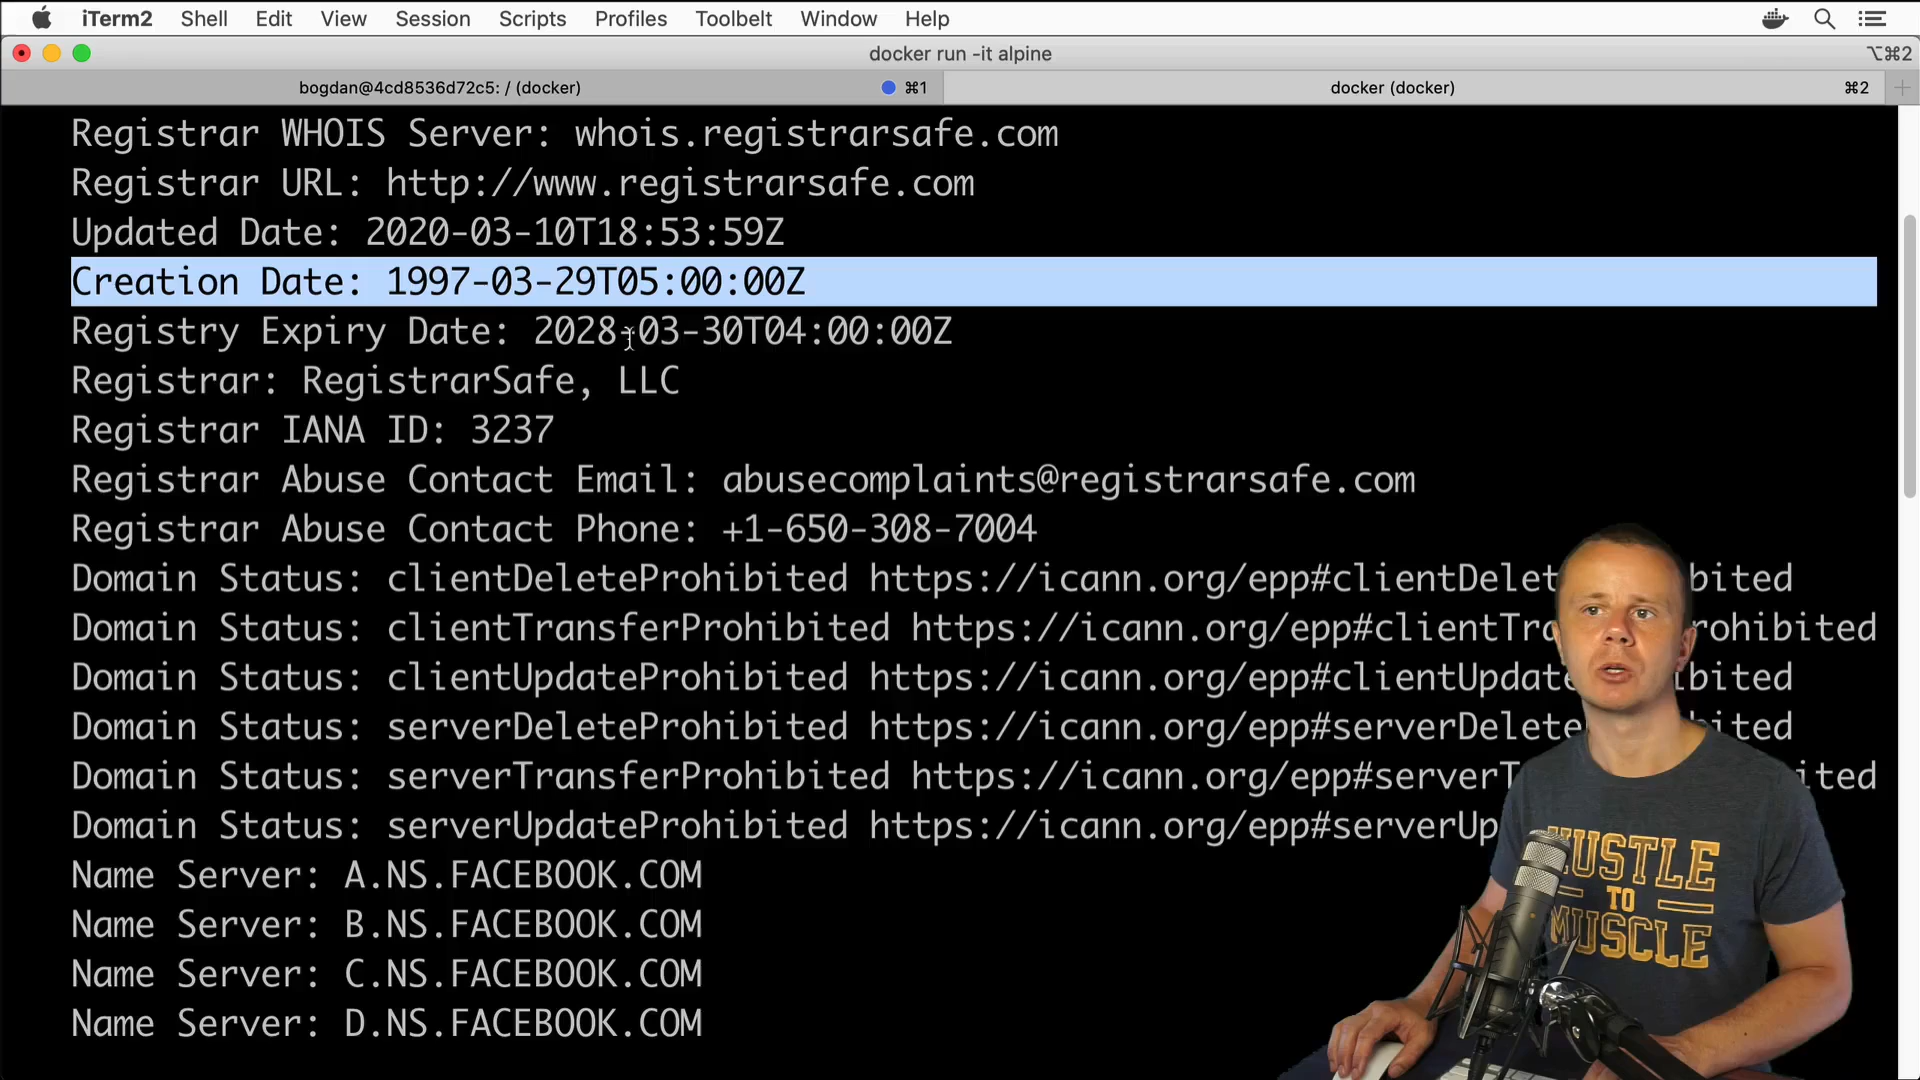 iTerm2 Shell Edit View Session Scripts Profiles Toolbelt Window Help
docker run -it alpine ⌥⌘2
bogdan@4cd8536d72c5: / (docker) ⌘1 docker (docker) ⌘2
Registrar WHOIS Server: whois.registrarsafe.com
Registrar URL: http://www.registrarsafe.com
Updated Date: 2020-03-10T18:53:59Z
Creation Date: 1997-03-29T05:00:00Z
Registry Expiry Date: 2028-03-30T04:00:00Z
Registrar: RegistrarSafe, LLC
Registrar IANA ID: 3237
Registrar Abuse Contact Email: abusecomplaints@registrarsafe.com
Registrar Abuse Contact Phone: +1-650-308-7004
Domain Status: clientDeleteProhibited https://icann.org/epp#clientDelet bited
Domain Status: clientTransferProhibited https://icann.org/epp#clientTra rohibited
Domain Status: clientUpdateProhibited https://icann.org/epp#clientUpdate ibited
Domain Status: serverDeleteProhibited https://icann.org/epp#serverDelete bited
Domain Status: serverTransferProhibited https://icann.org/epp#serverT ited
Domain Status: serverUpdateProhibited https://icann.org/epp#serverUp
Name Server: A.NS.FACEBOOK.COM
Name Server: B.NS.FACEBOOK.COM
Name Server: C.NS.FACEBOOK.COM
Name Server: D.NS.FACEBOOK.COM
HUSTLE
TO
MUSCLE